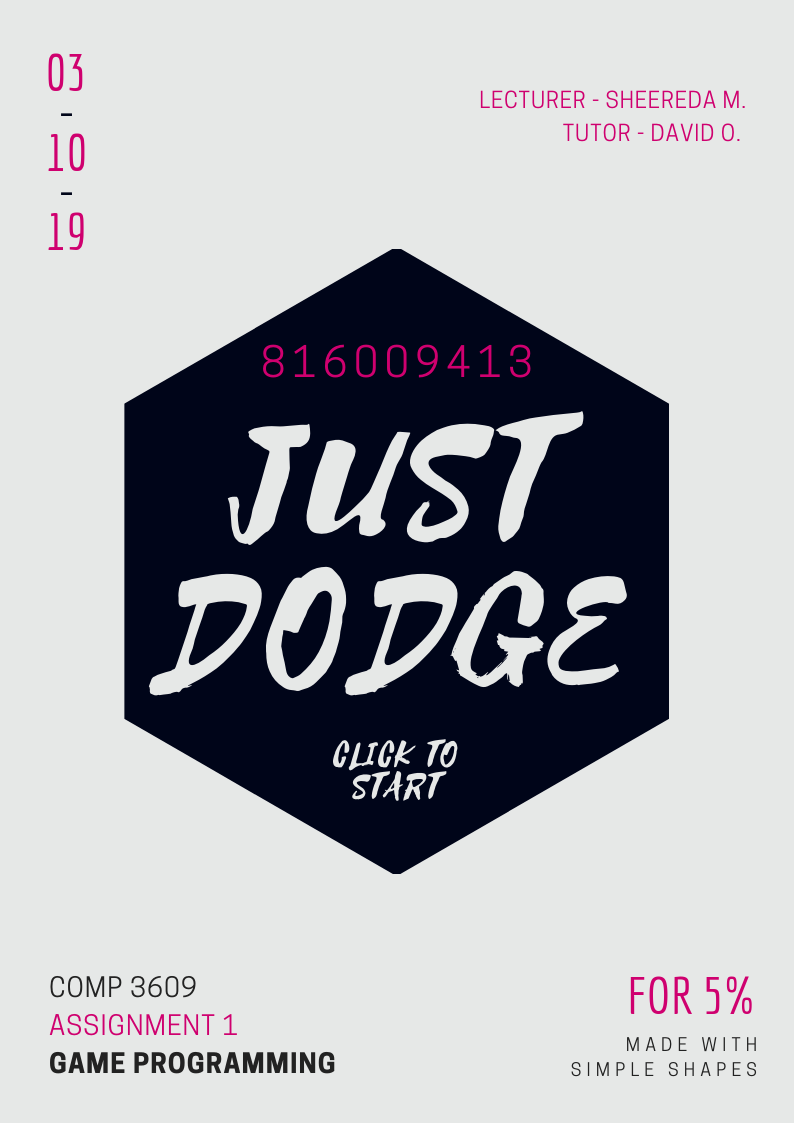 03
-
10
-
19
LECTURER - SHEEREDA M.
TUTOR - DAVID O.
816009413
JUST
DODGE
CLICK TO
START
COMP 3609
ASSIGNMENT 1
GAME PROGRAMMING
FOR 5%
MADE WITH
SIMPLE SHAPES